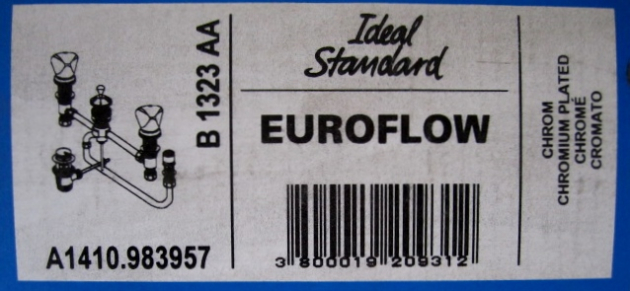 B 1323 AA
A1410.983957
Ideal
Standard
EUROFLOW
3 800019 209312
CHROM
CHROMIUM PLATED
CHROMÉ
CROMATO